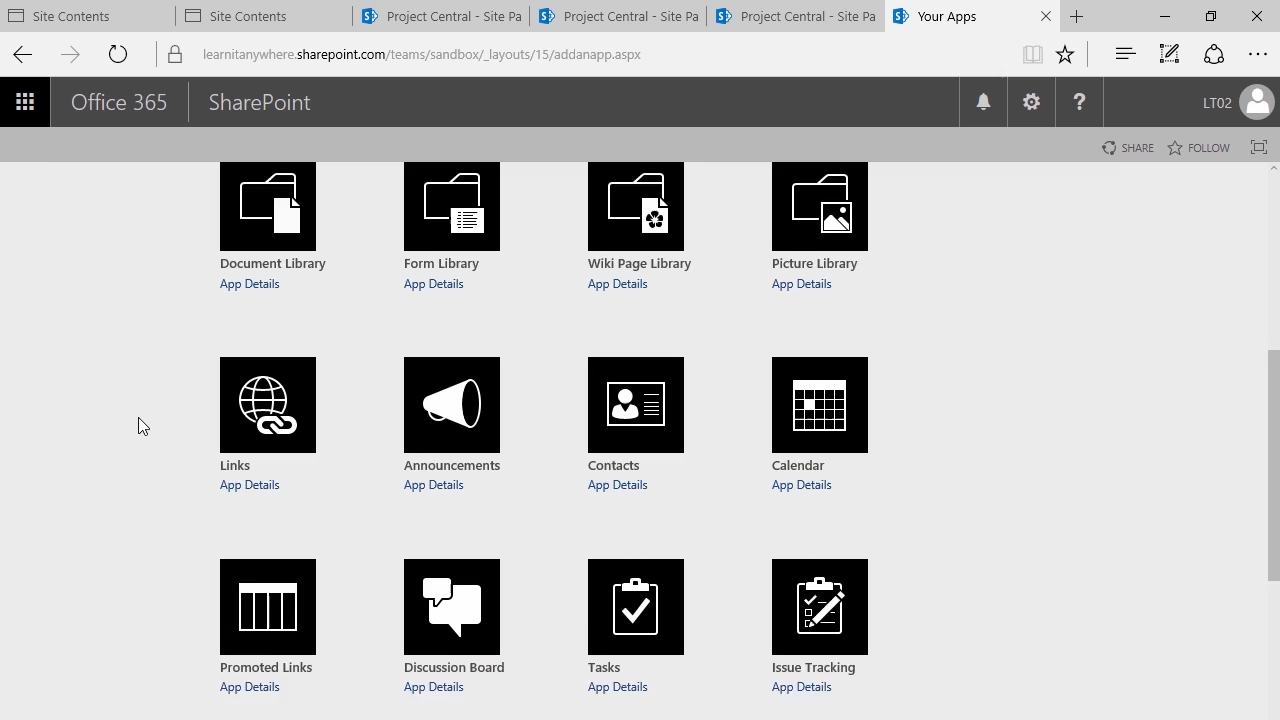 Site Contents
Site Contents
Project Central - Site Pa
Project Central - Site Pa
Project Central - Site Pa
Your Apps
learnitanywhere.sharepoint.com/teams/sandbox/_layouts/15/addanapp.aspx
Office 365
SharePoint
?
LT02
SHARE
FOLLOW
Document Library
Form Library
Wiki Page Library
Picture Library
App Details
App Details
App Details
App Details
Links
Announcements
Contacts
Calendar
App Details
App Details
App Details
App Details
Promoted Links
Discussion Board
Tasks
Issue Tracking
App Details
App Details
App Details
App Details